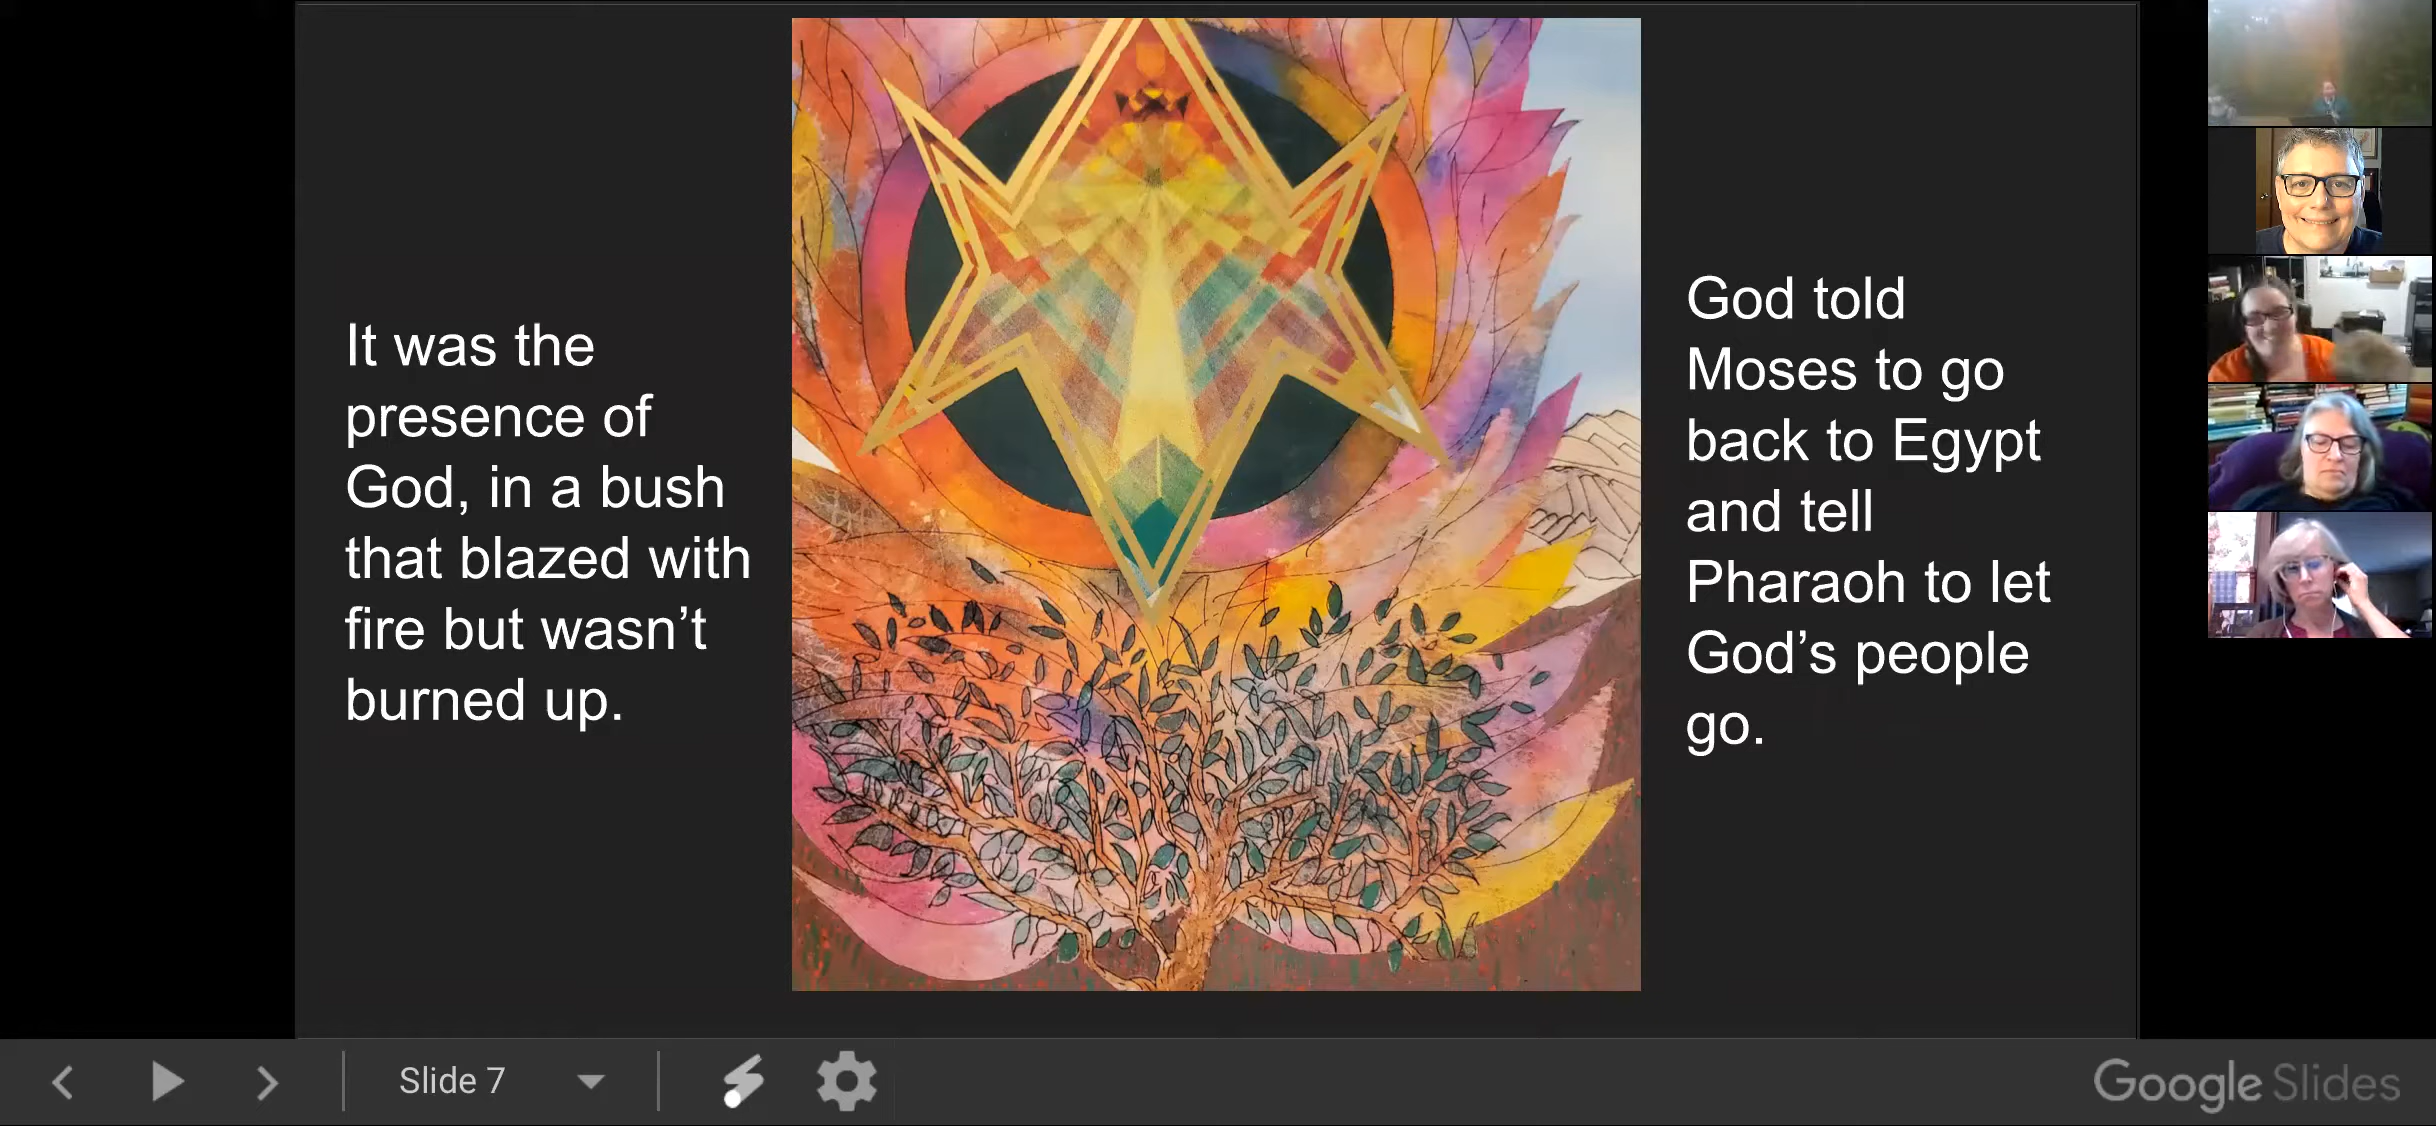 It was the
presence of
God, in a bush
that blazed with
fire but wasn’t
burned up.
God told
Moses to go
back to Egypt
and tell
Pharaoh to let
God’s people
go.
Slide 7
Google Slides